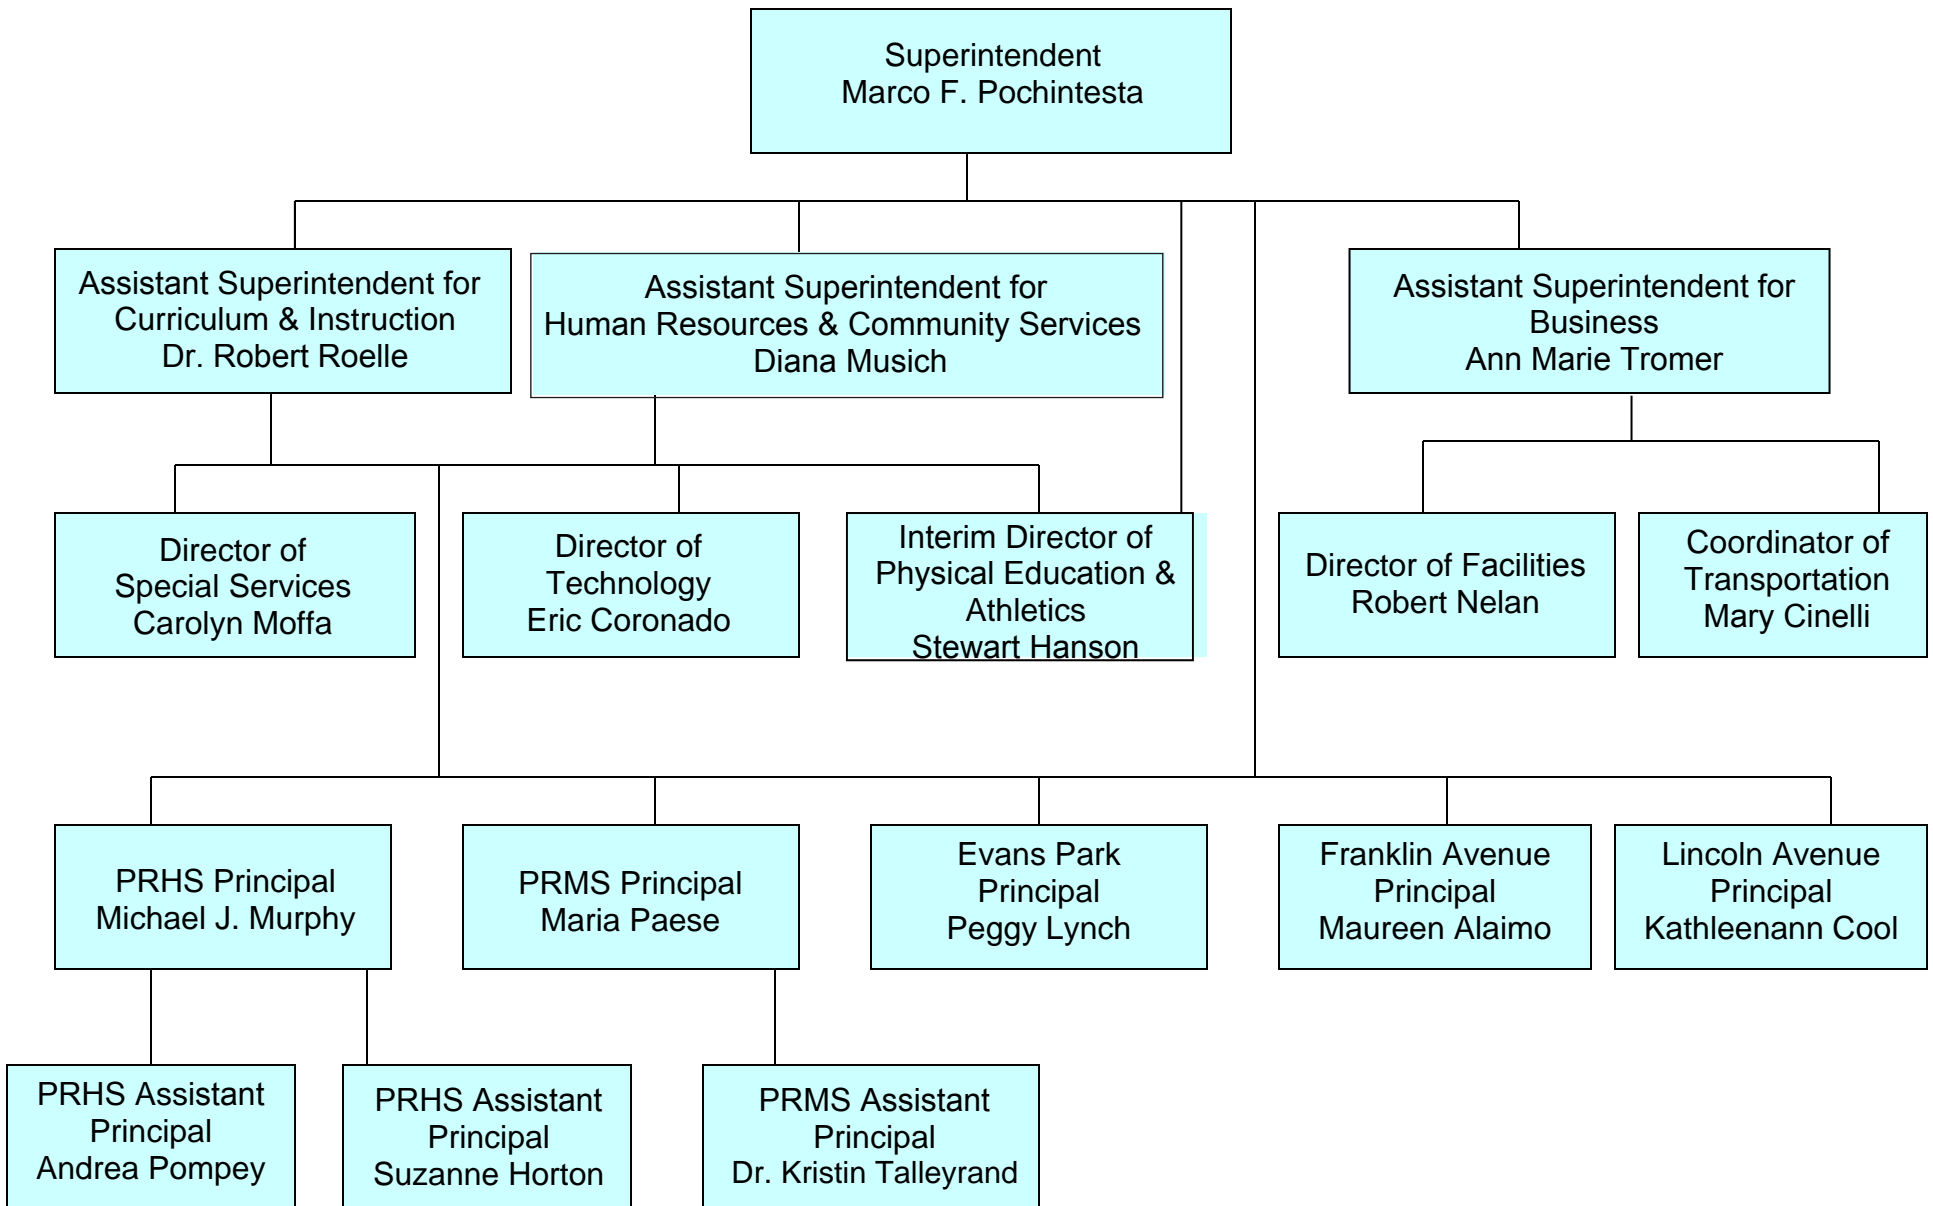 Superintendent
Marco F. Pochintesta
Assistant Superintendent for
Curriculum & Instruction
Dr. Robert Roelle
Assistant Superintendent for
Human Resources & Community Services
Diana Musich
Assistant Superintendent for
Business
Ann Marie Tromer
Director of
Special Services
Carolyn Moffa
Director of
Technology
Eric Coronado
Interim Director of
Physical Education &
Athletics
Stewart Hanson
Director of Facilities
Robert Nelan
Coordinator of
Transportation
Mary Cinelli
PRHS Principal
Michael J. Murphy
PRMS Principal
Maria Paese
Evans Park
Principal
Peggy Lynch
Franklin Avenue
Principal
Maureen Alaimo
Lincoln Avenue
Principal
Kathleenann Cool
PRHS Assistant
Principal
Andrea Pompey
PRHS Assistant
Principal
Suzanne Horton
PRMS Assistant
Principal
Dr. Kristin Talleyrand